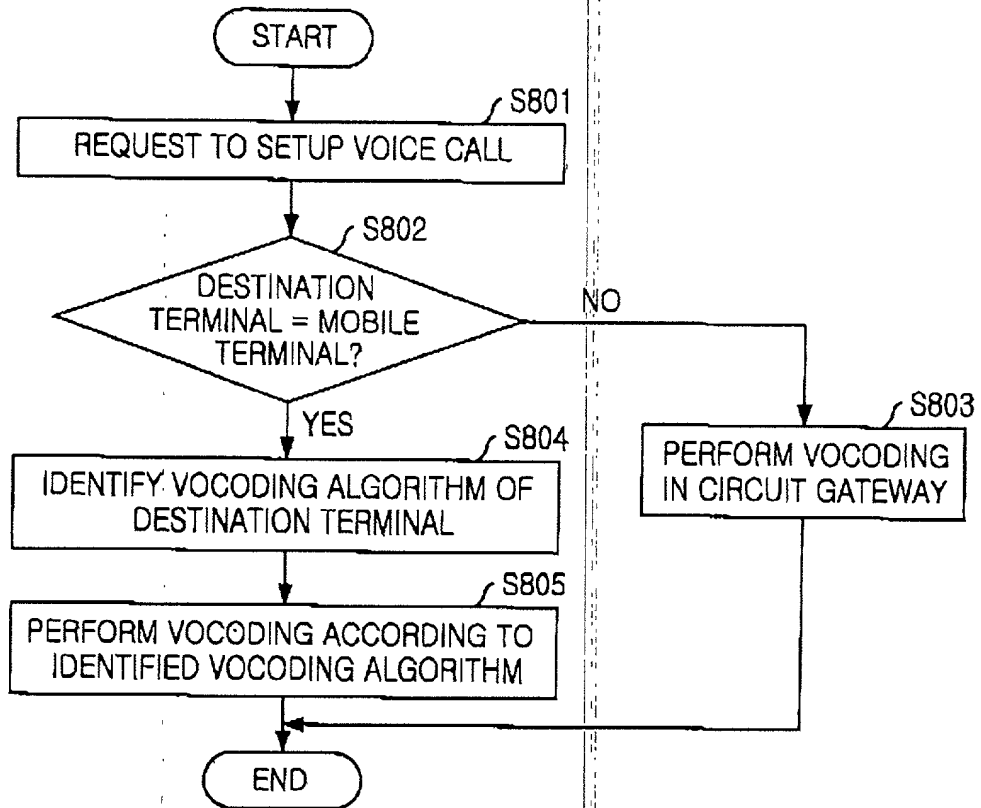 START
S801
REQUEST TO SETUP VOICE CALL
S802
DESTINATION
TERMINAL = MOBILE
TERMINAL?
NO
YES
S803
PERFORM VOCODING
IN CIRCUIT GATEWAY
S804
IDENTIFY VOCODING ALGORITHM OF
DESTINATION TERMINAL
S805
PERFORM VOCODING ACCORDING TO
IDENTIFIED VOCODING ALGORITHM
END